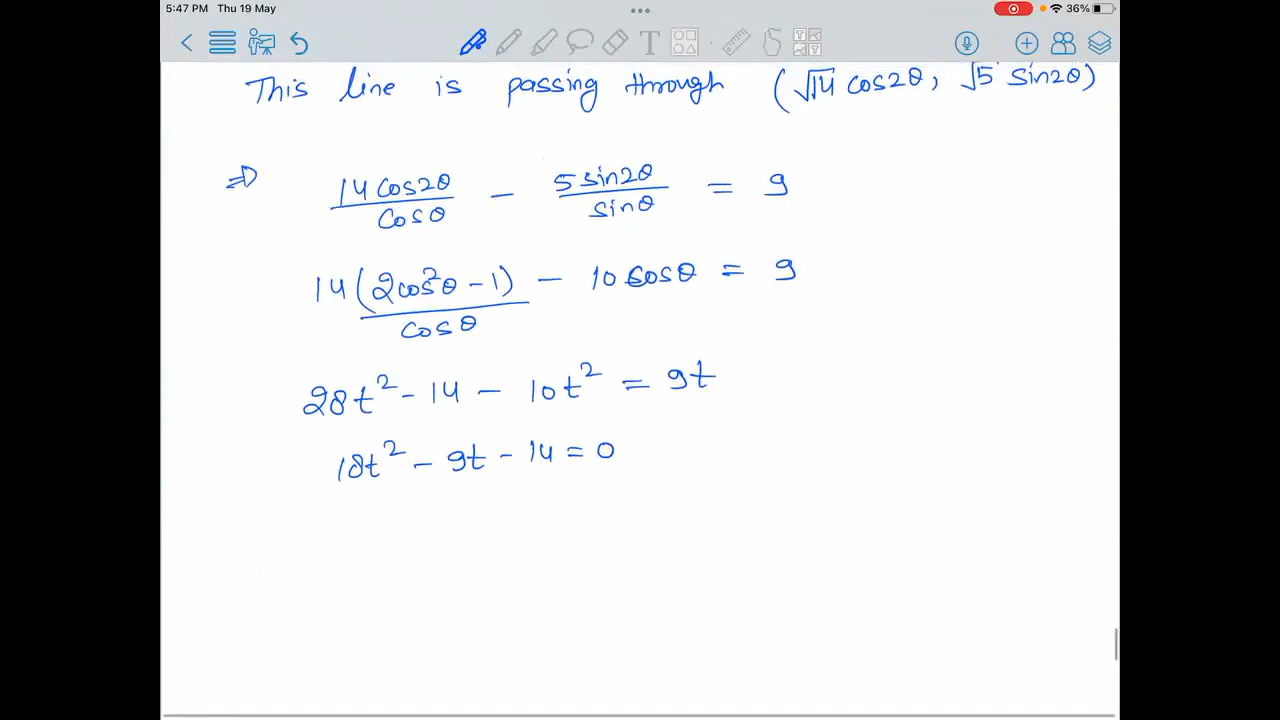 5:47 PM Thu 19 May
36%
This line is passing through (√14 cos2θ, √5 sin2θ)
⇒ 14cos2θ/cosθ - 5sin2θ/sinθ = 9
14(2cos²θ-1)/cosθ - 10cosθ = 9
28t² - 14 - 10t² = 9t
18t² - 9t - 14 = 0